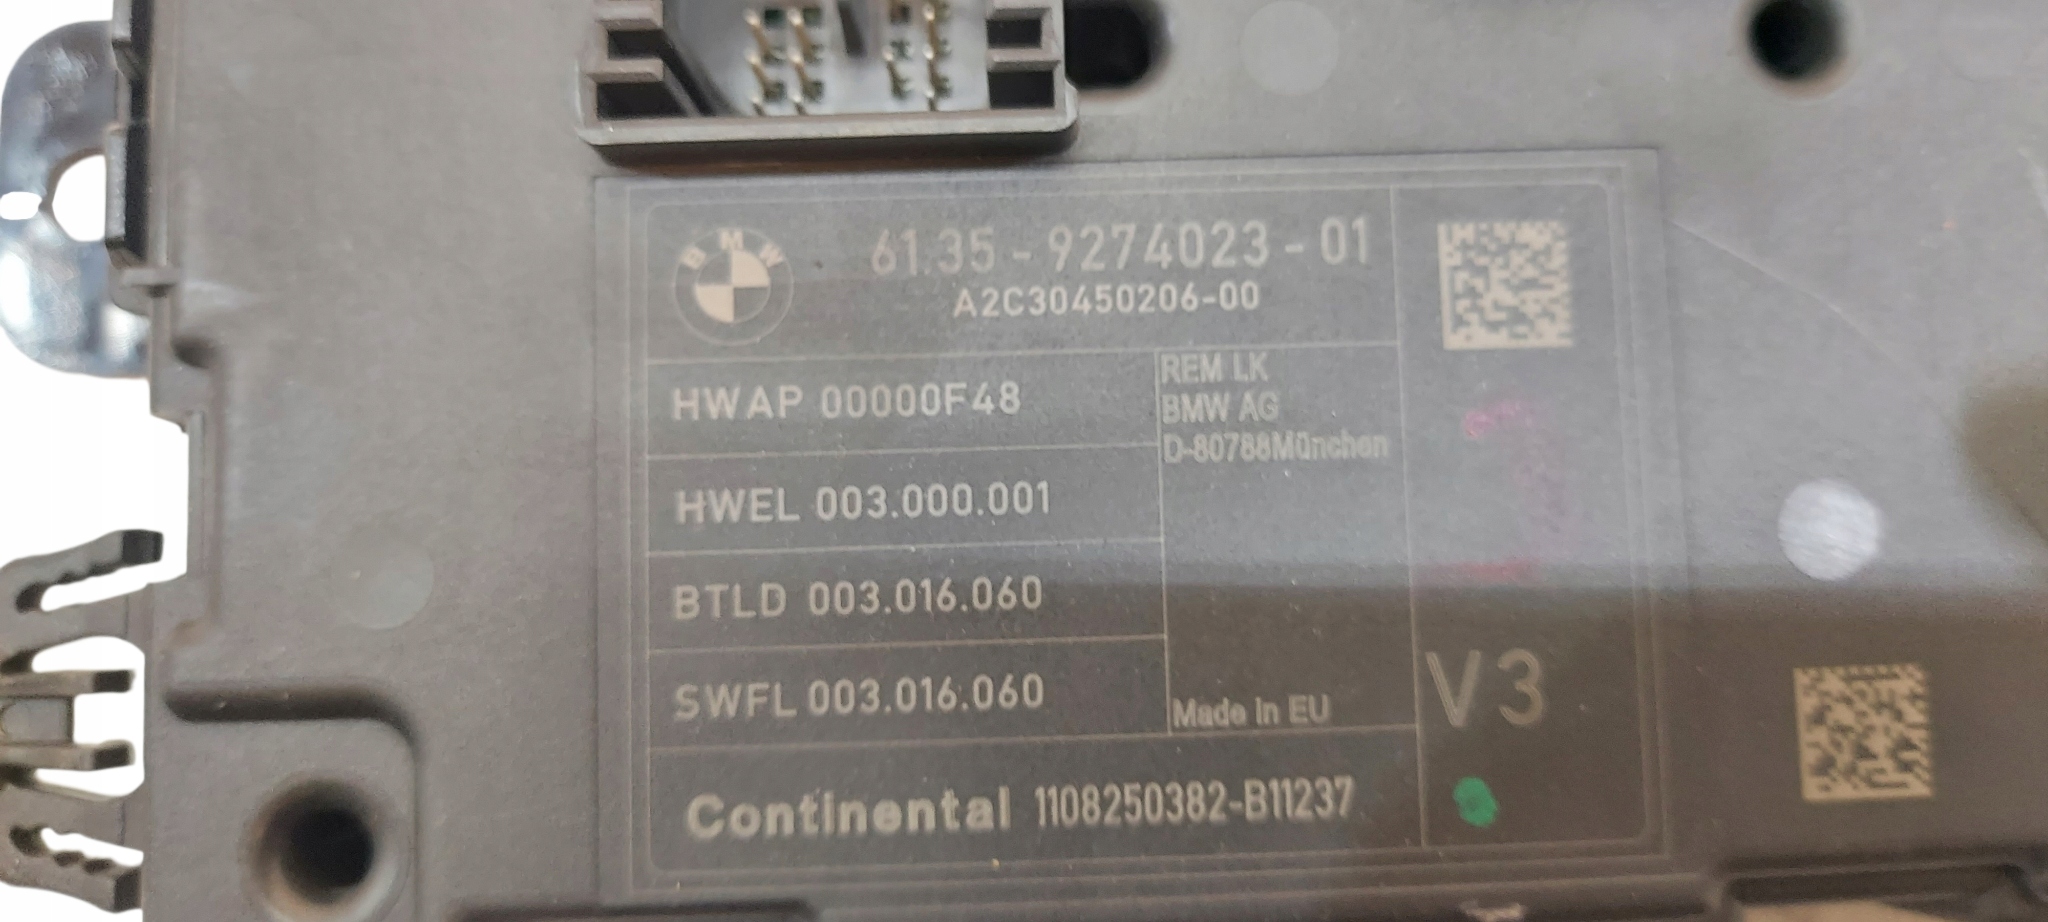 BMW
61.35 - 9274023 - 01
A2C30450206-00
HWAP 00000F48
REM LK
BMW AG
D-80788München
HWEL 003.000.001
BTLD 003.016.060
SWFL 003.016.060
Made in EU
V3
Continental 1108250382-B11237